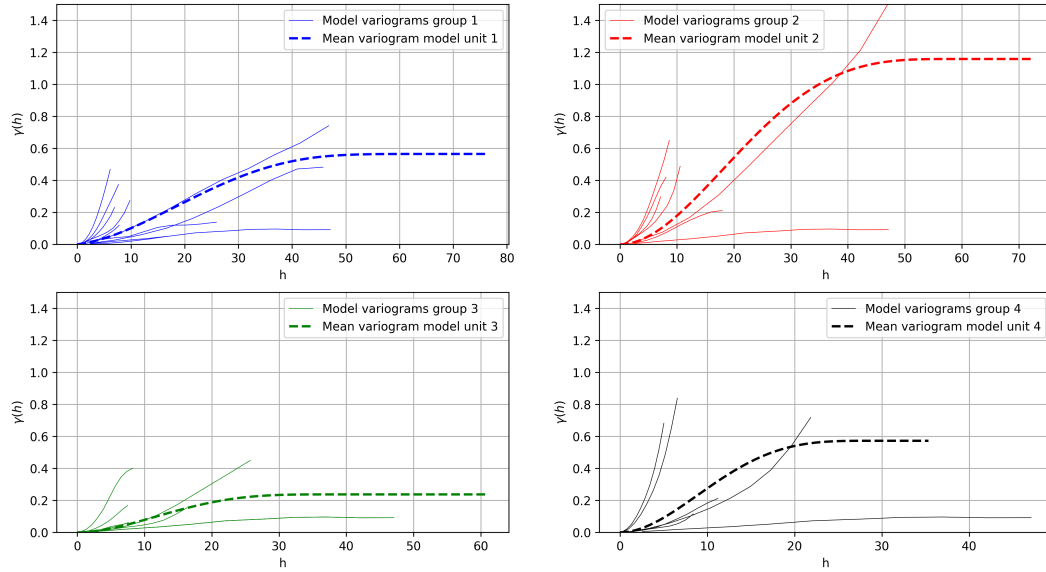 1.4
1.2
1.0
0.8
0.6
0.4
0.2
0.0
γ(h)
0 10 20 30 40 50 60 70 80
h
Model variograms group 1
Mean variogram model unit 1
1.4
1.2
1.0
0.8
0.6
0.4
0.2
0.0
γ(h)
0 10 20 30 40 50 60 70
h
Model variograms group 2
Mean variogram model unit 2
1.4
1.2
1.0
0.8
0.6
0.4
0.2
0.0
γ(h)
0 10 20 30 40 50 60
h
Model variograms group 3
Mean variogram model unit 3
1.4
1.2
1.0
0.8
0.6
0.4
0.2
0.0
γ(h)
0 10 20 30 40
h
Model variograms group 4
Mean variogram model unit 4